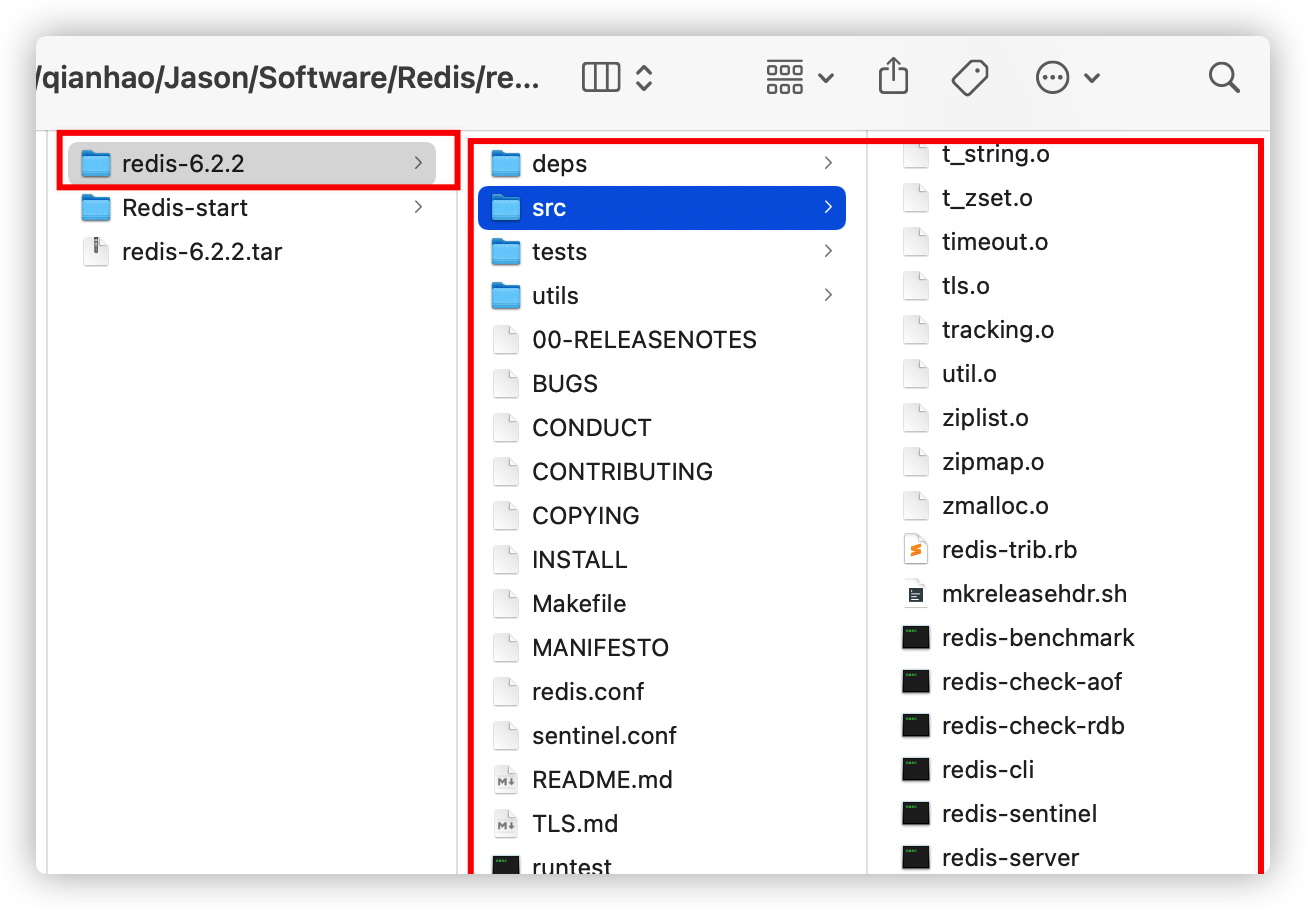 /qianhao/Jason/Software/Redis/re...
redis-6.2.2
Redis-start
redis-6.2.2.tar
deps
src
tests
utils
00-RELEASENOTES
BUGS
CONDUCT
CONTRIBUTING
COPYING
INSTALL
Makefile
MANIFESTO
redis.conf
sentinel.conf
README.md
TLS.md
runtest
t_string.o
t_zset.o
timeout.o
tls.o
tracking.o
util.o
ziplist.o
zipmap.o
zmalloc.o
redis-trib.rb
mkreleasehdr.sh
redis-benchmark
redis-check-aof
redis-check-rdb
redis-cli
redis-sentinel
redis-server